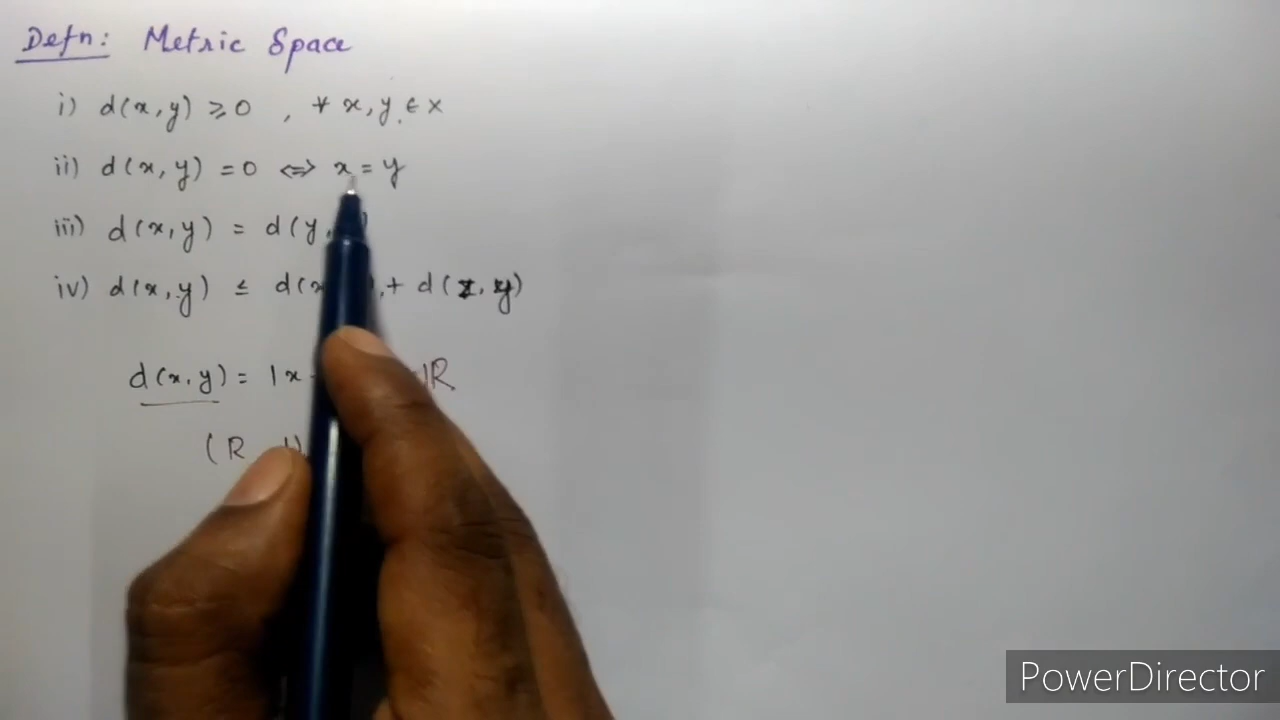 Defn: Metric Space
i) d(x,y) ≥ 0 , ∀ x, y ∈ X
ii) d(x, y) = 0 ⇔ x = y
iii) d(x,y) = d(y,
iv) d(x,y) ≤ d(x + d(z, y)
d(x,y) = |x- ℝ
(R
PowerDirector